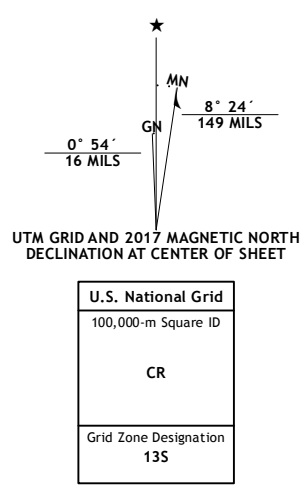 MN
GN
8° 24´
149 MILS
0° 54´
16 MILS
UTM GRID AND 2017 MAGNETIC NORTH
DECLINATION AT CENTER OF SHEET
U.S. National Grid
100,000-m Square ID
CR
Grid Zone Designation
13S